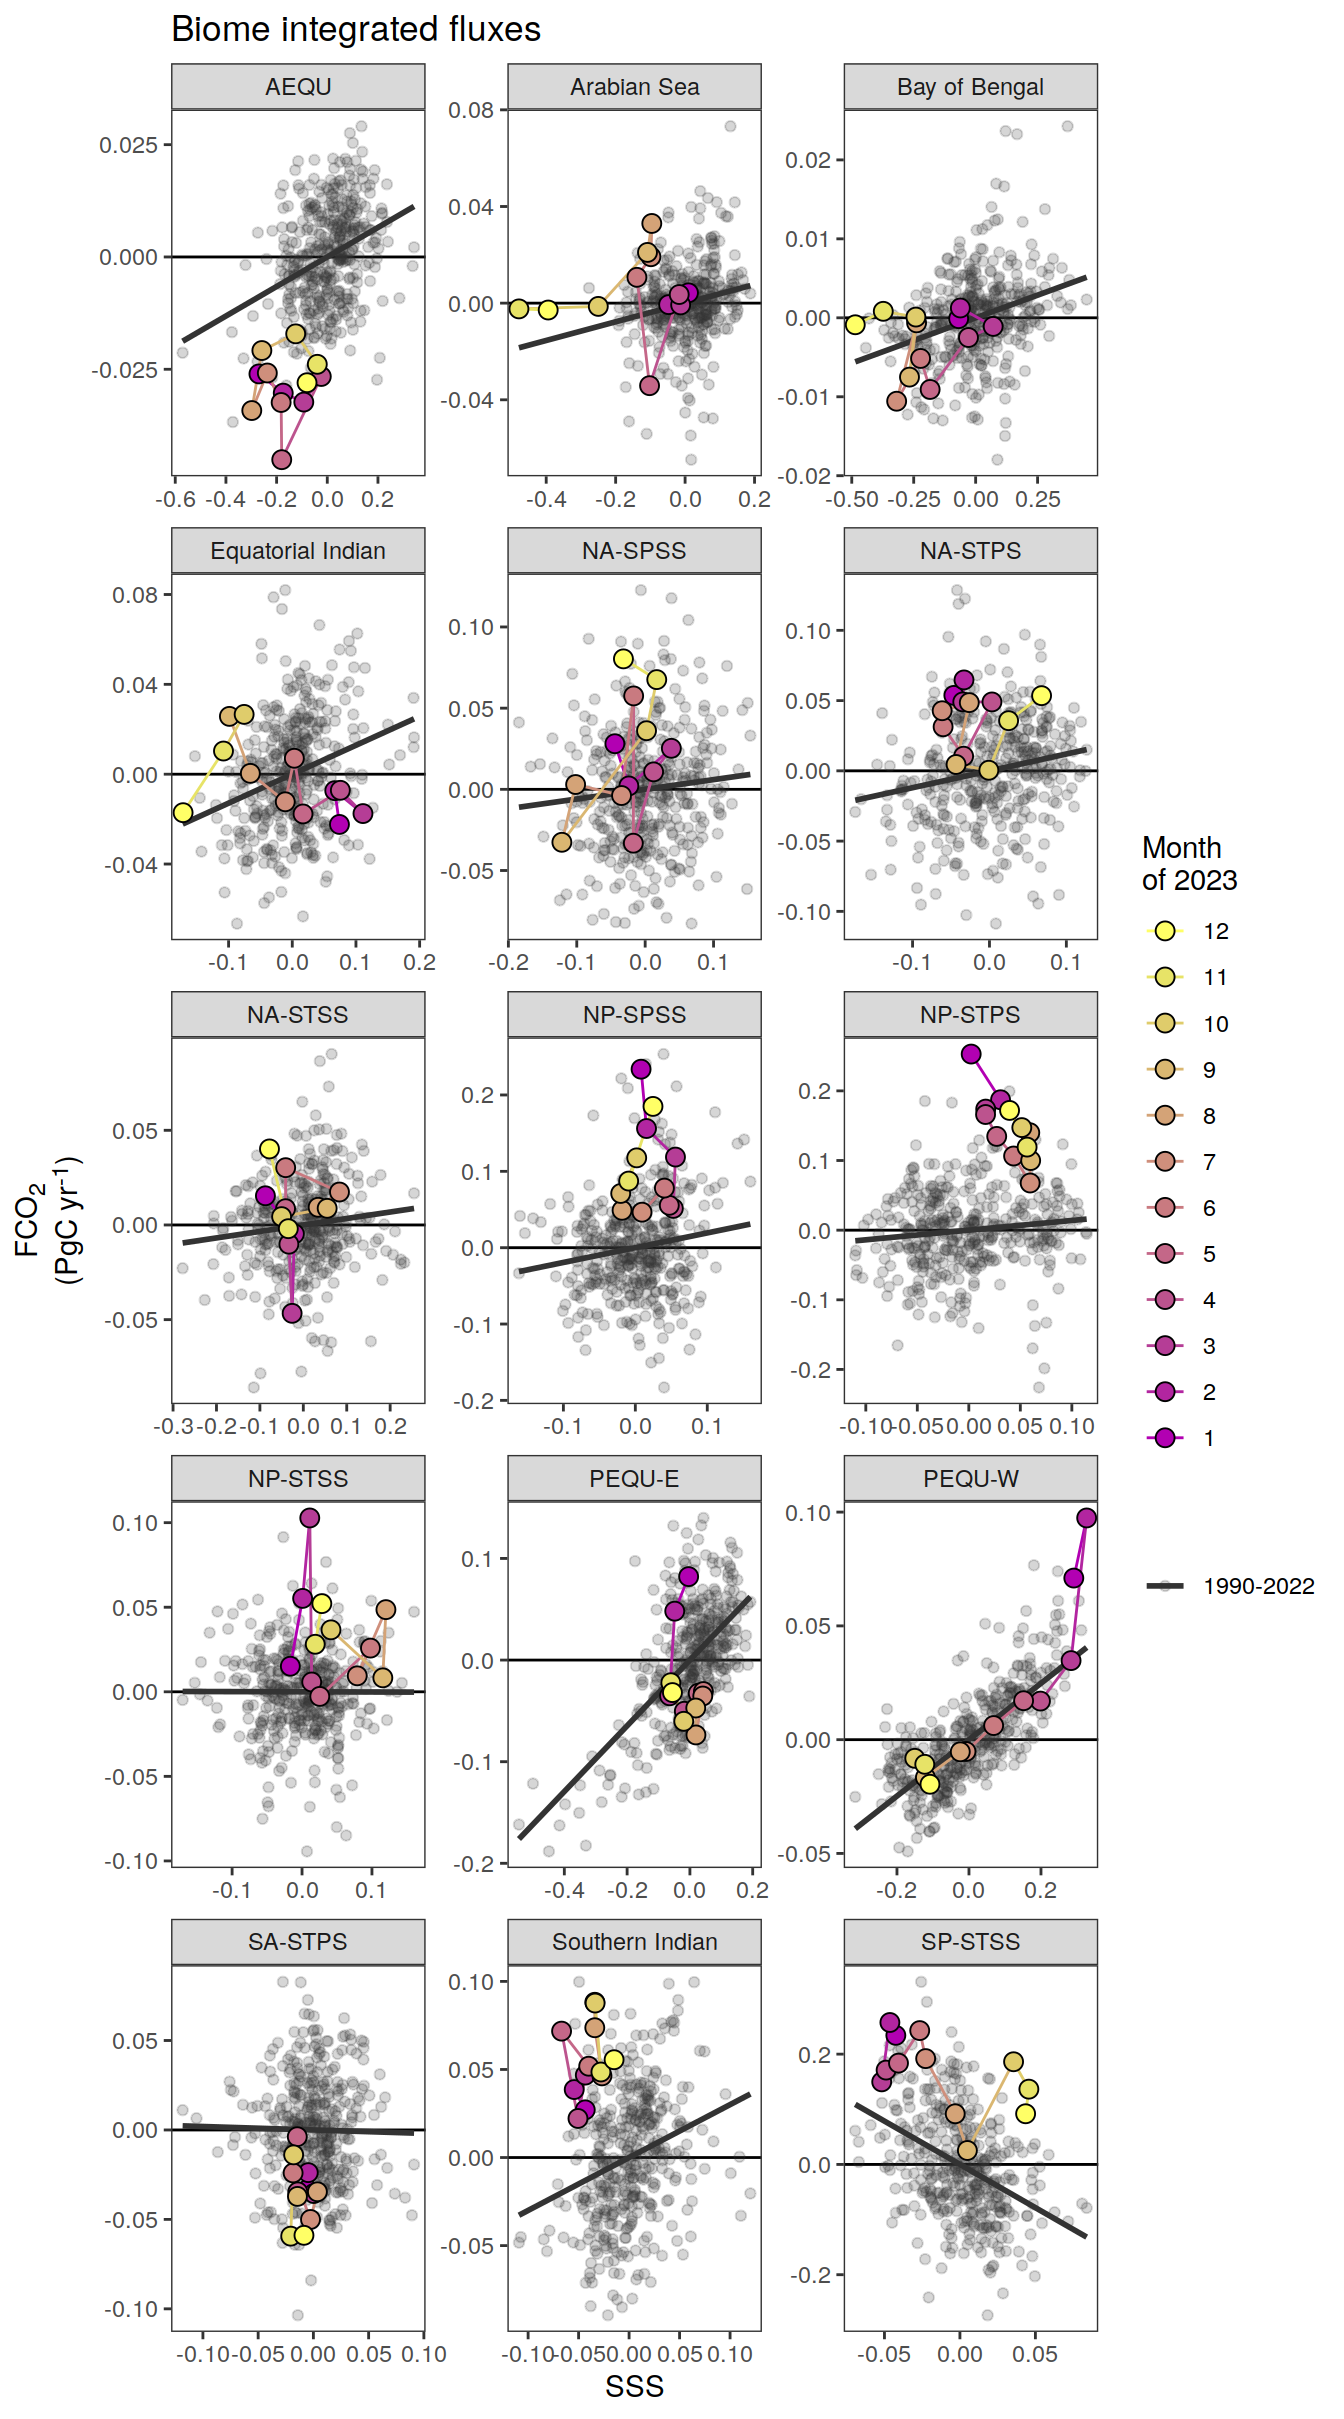 Biome integrated fluxes
AEQU Arabian Sea Bay of Bengal
0.025 0.000 -0.025
0.08 0.04 0.00 -0.04
0.02 0.01 0.00 -0.01 -0.02
-0.6 -0.4 -0.2 0.0 0.2
-0.4 -0.2 0.0 0.2
-0.50 -0.25 0.00 0.25
Equatorial Indian NA-SPSS NA-STPS
0.08 0.04 0.00 -0.04
0.10 0.05 0.00 -0.05
0.10 0.05 0.00 -0.05 -0.10
-0.1 0.0 0.1 0.2
-0.2 -0.1 0.0 0.1
-0.1 0.0 0.1
NA-STSS NP-SPSS NP-STPS
0.05 0.00 -0.05
0.2 0.1 0.0 -0.1 -0.2
0.2 0.1 0.0 -0.1 -0.2
-0.3 -0.2 -0.1 0.0 0.1 0.2
-0.1 0.0 0.1
-0.10 -0.05 0.00 0.05 0.10
NP-STSS PEQU-E PEQU-W
0.10 0.05 0.00 -0.05 -0.10
0.1 0.0 -0.1 -0.2
0.10 0.05 0.00 -0.05
-0.1 0.0 0.1
-0.4 -0.2 0.0 0.2
-0.2 0.0 0.2
SA-STPS Southern Indian SP-STSS
0.05 0.00 -0.05 -0.10
0.10 0.05 0.00 -0.05
0.2 0.0 -0.2
-0.10 -0.05 0.00 0.05 0.10
-0.10 -0.05 0.00 0.05 0.10
-0.05 0.00 0.05
SSS
FCO2
(PgC yr-1)
Month
of 2023
12
11
10
9
8
7
6
5
4
3
2
1
1990-2022